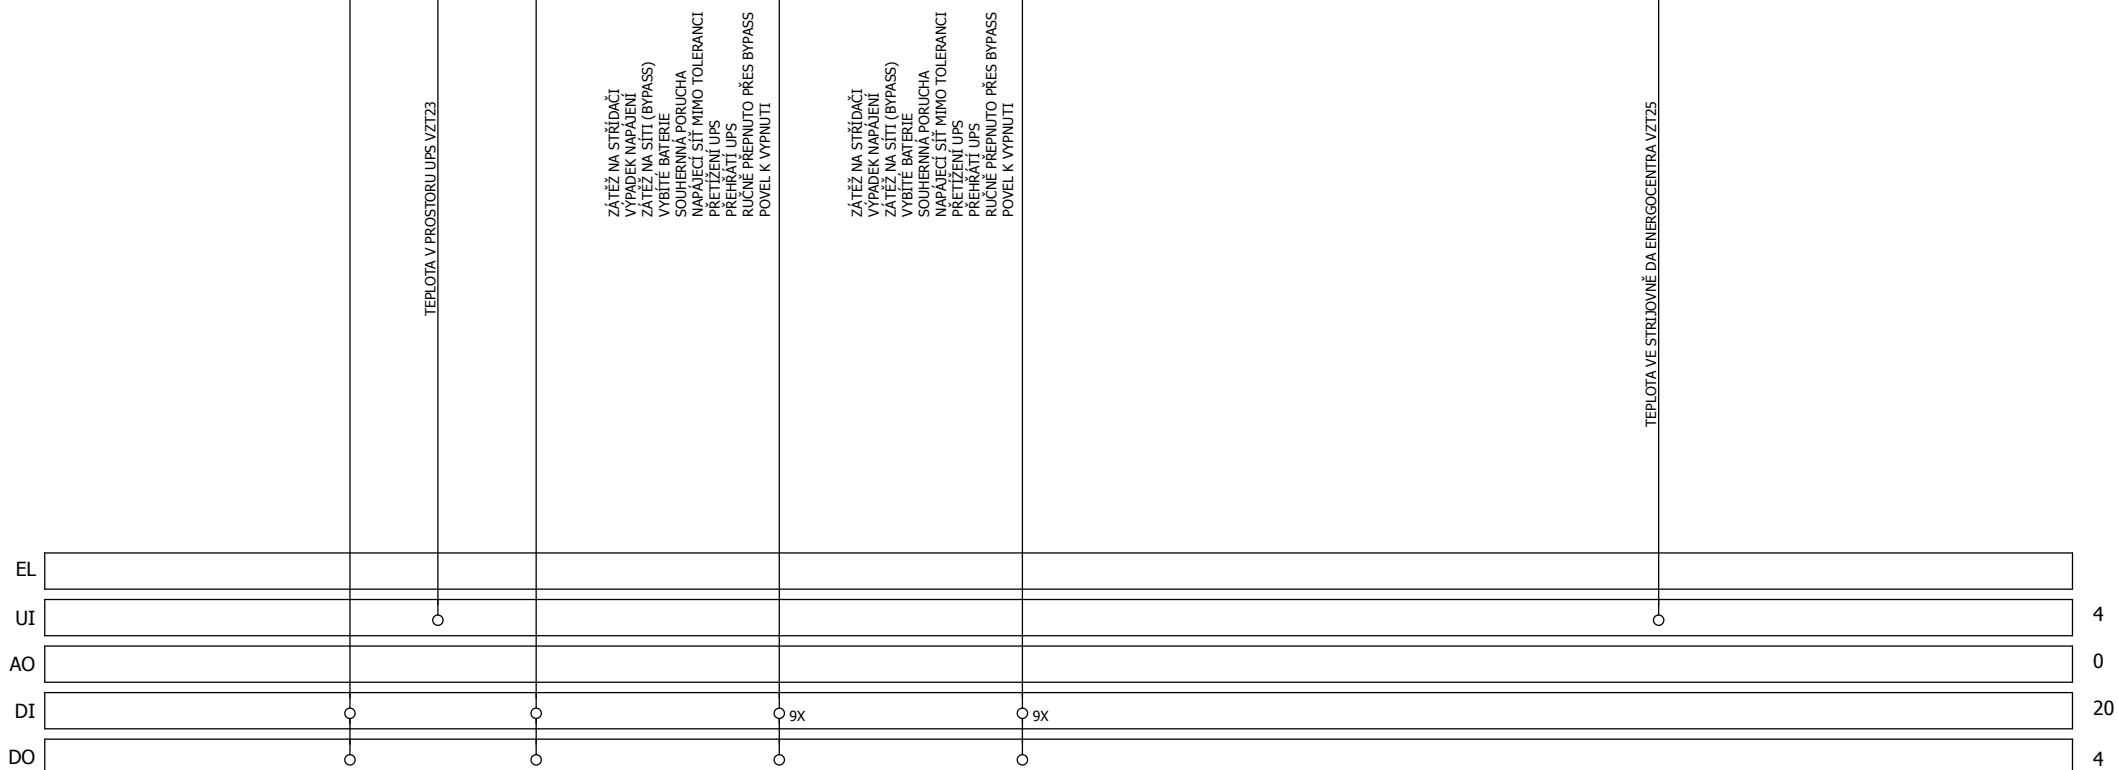 TEPLOTA V PROSTORU UPS VZT23
ZÁTĚŽ NA STŘÍDAČI
VÝPADEK NAPÁJENÍ
ZÁTĚŽ NA SÍTI (BYPASS)
VYBITÉ BATERIE
SOUHERNNÁ PORUCHA
NAPÁJECÍ SÍŤ MIMO TOLERANCI
PŘETÍŽENÍ UPS
PŘEHŘÁTÍ UPS
RUČNĚ PŘEPNUTO PŘES BYPASS
POVEL K VYPNUTI
ZÁTĚŽ NA STŘÍDAČI
VÝPADEK NAPÁJENÍ
ZÁTĚŽ NA SÍTI (BYPASS)
VYBITÉ BATERIE
SOUHERNNÁ PORUCHA
NAPÁJECÍ SÍŤ MIMO TOLERANCI
PŘETÍŽENÍ UPS
PŘEHŘÁTÍ UPS
RUČNĚ PŘEPNUTO PŘES BYPASS
POVEL K VYPNUTI
TEPLOTA VE STRIJOVNĚ DA ENERGOCENTRA VZT25
EL
UI 4
AO 0
DI 9X 9X 20
DO 4